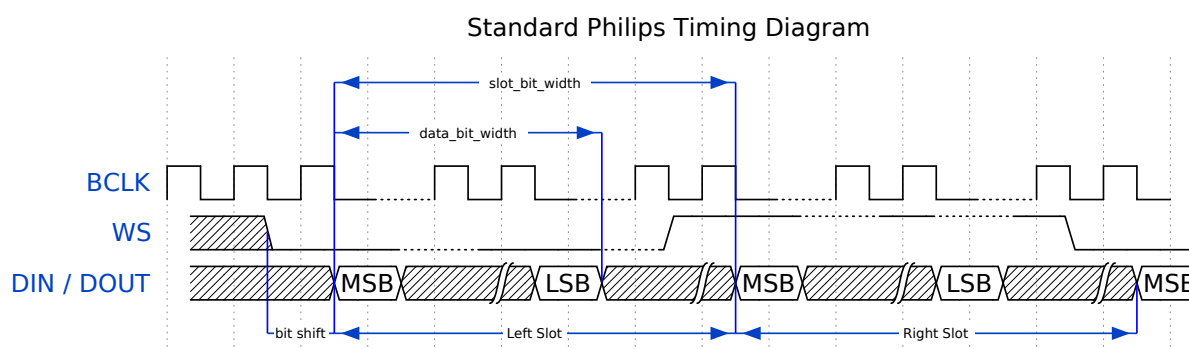 Standard Philips Timing Diagram
slot_bit_width
data_bit_width
BCLK
WS
DIN / DOUT
MSB
LSB
MSB
LSB
MSB
bit shift
Left Slot
Right Slot